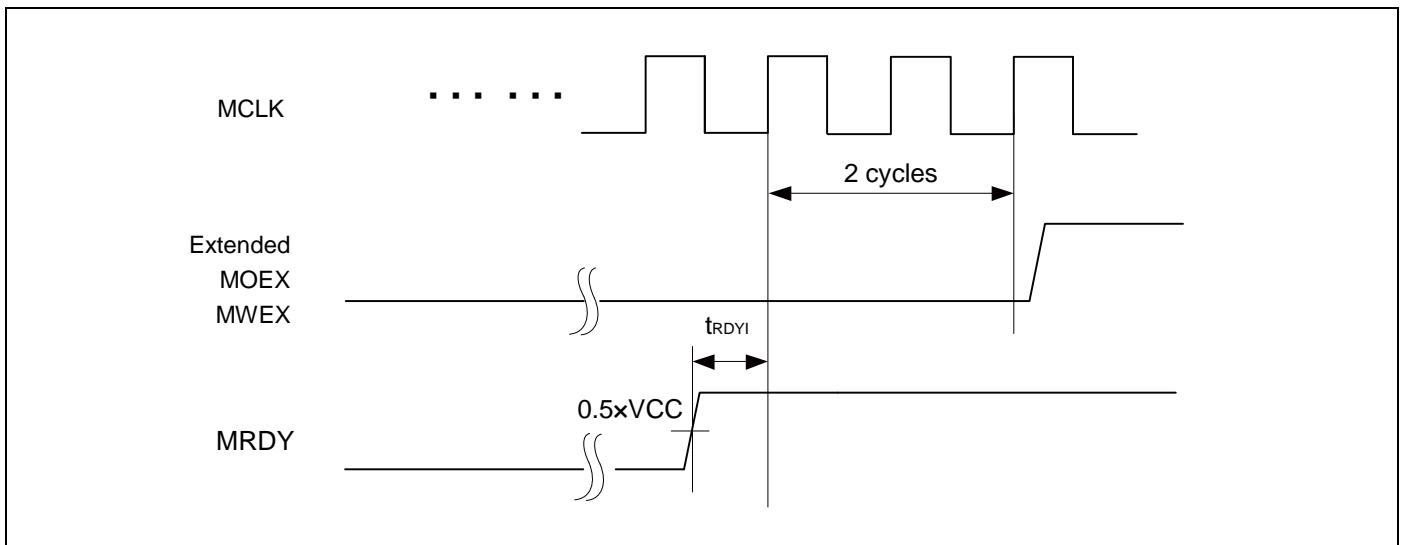 MCLK
... ...
2 cycles
Extended
MOEX
MWEX
tRDYI
0.5×VCC
MRDY